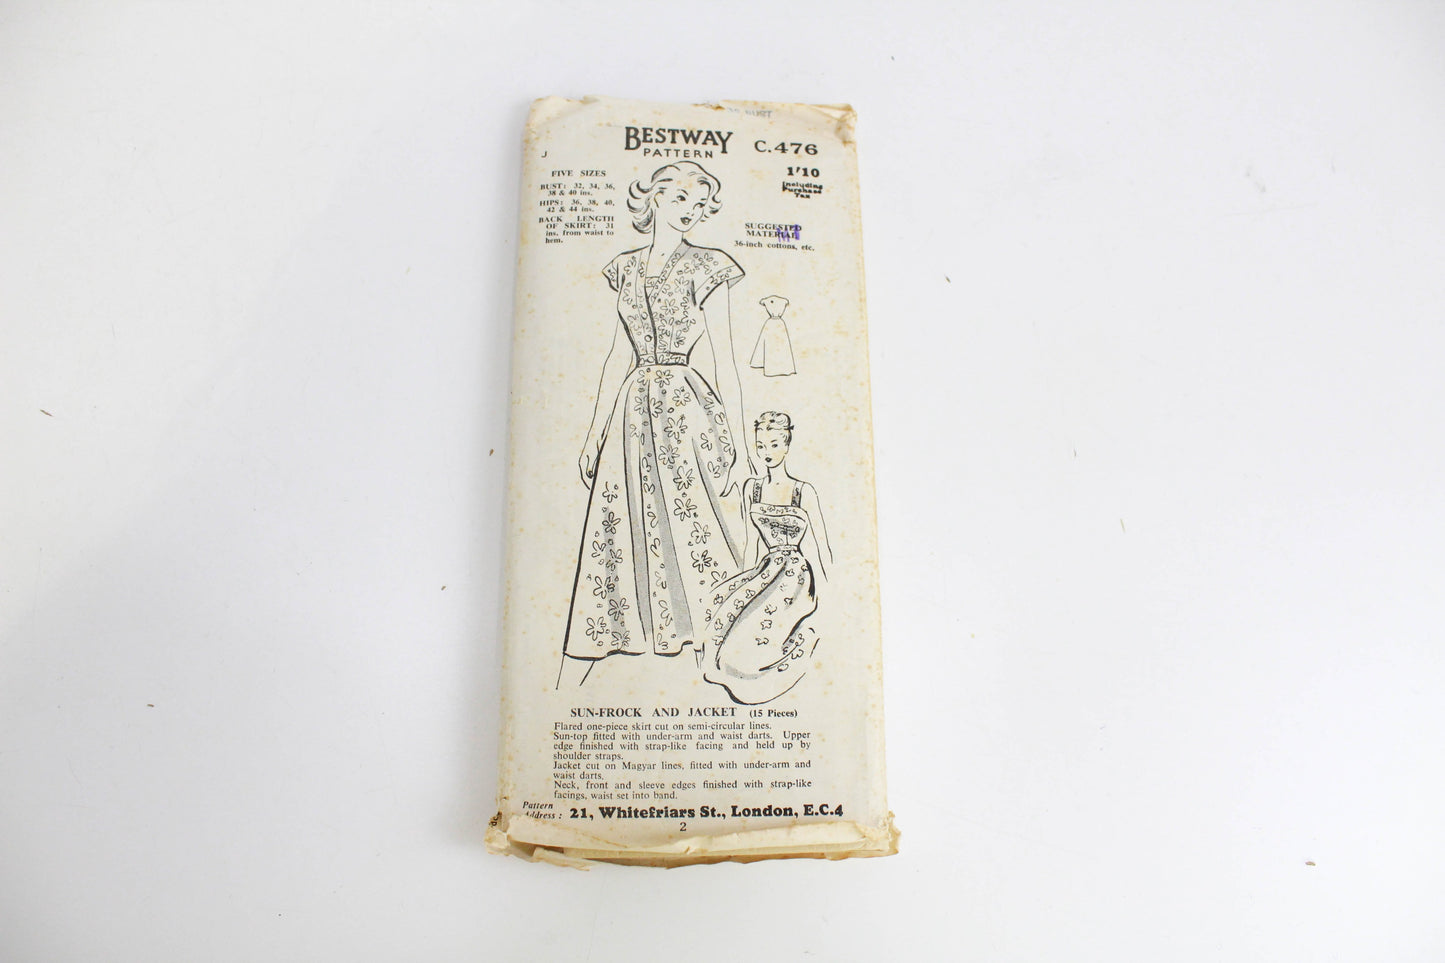 BESTWAY
PATTERN
C.476
J
1'10
Including
Purchase
Tax
FIVE SIZES
BUST: 32, 34, 36,
38 & 40 ins.
HIPS: 36, 38, 40,
42 & 44 ins.
BACK LENGTH
OF SKIRT: 31
ins. from waist to
hem.
SUGGESTED
MATERIAL
36-inch cottons, etc.
SUN-FROCK AND JACKET (15 Pieces)
Flared one-piece skirt cut on semi-circular lines.
Sun-top fitted with under-arm and waist darts. Upper
edge finished with strap-like facing and held up by
shoulder straps.
Jacket cut on Magyar lines, fitted with under-arm and
waist darts,
Neck, front and sleeve edges finished with strap-like
facings, waist set into band.
Pattern
Address: 21, Whitefriars St., London, E.C.4
2